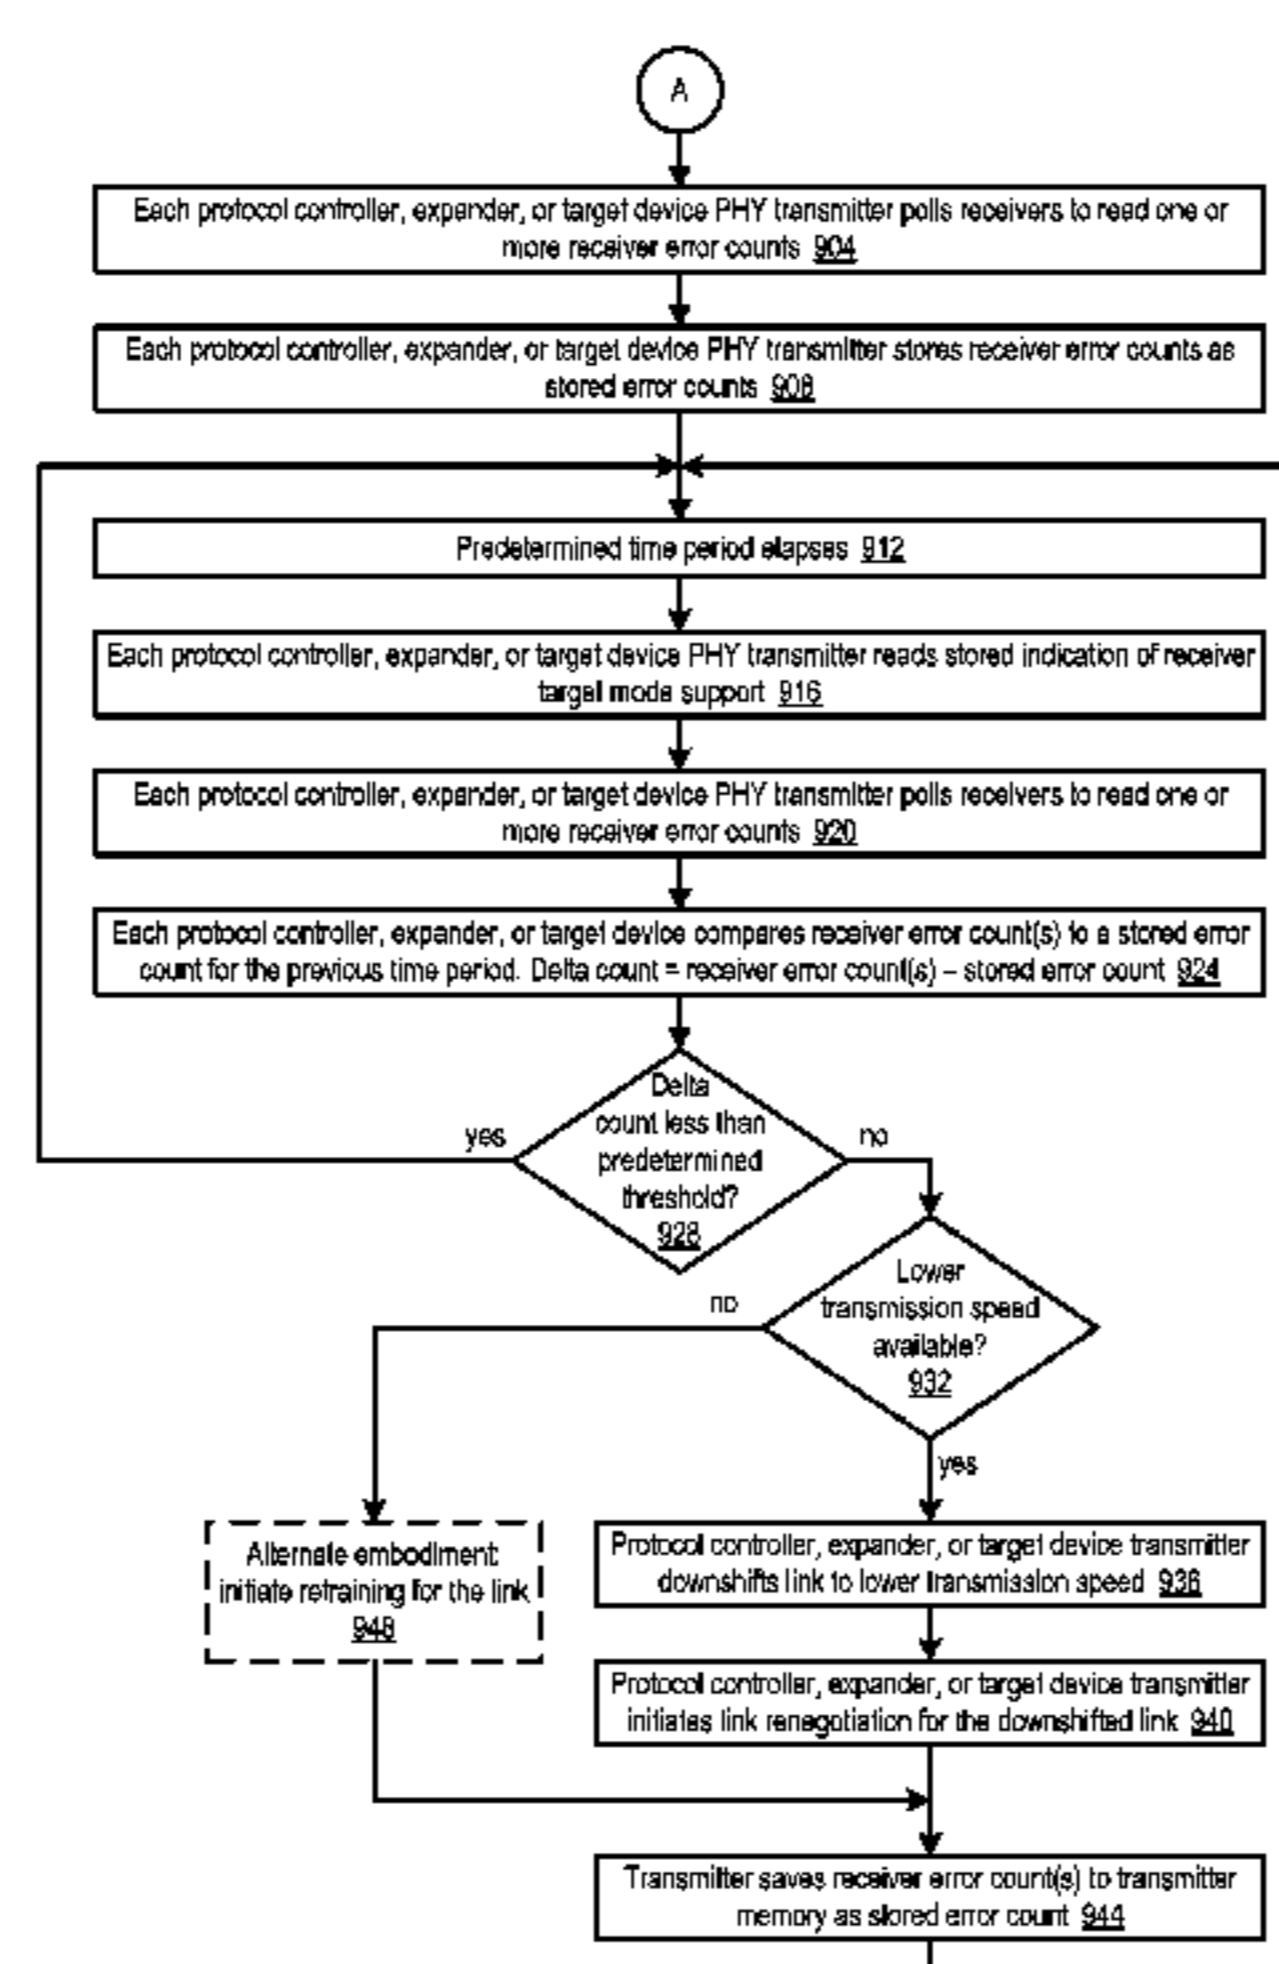 A
Each protocol controller, expander, or target device PHY transmitter polls receivers to read one or
more receiver error counts 904
Each protocol controller, expander, or target device PHY transmitter stores receiver error counts as
stored error counts 908
Predetermined time period elapses 912
Each protocol controller, expander, or target device PHY transmitter reads stored indication of receiver
target mode support 916
Each protocol controller, expander, or target device PHY transmitter polls receivers to read one or
more receiver error counts 920
Each protocol controller, expander, or target device compares receiver error count(s) to a stored error
count for the previous time period. Delta count = receiver error count(s) – stored error count 924
Delta
count less than
predetermined
threshold?
928
yes
no
Lower
transmission speed
available?
932
no
yes
Alternate embodiment:
initiate retraining for the link
948
Protocol controller, expander, or target device transmitter
downshifts link to lower transmission speed 936
Protocol controller, expander, or target device transmitter
initiates link renegotiation for the downshifted link 940
Transmitter saves receiver error count(s) to transmitter
memory as stored error count 944